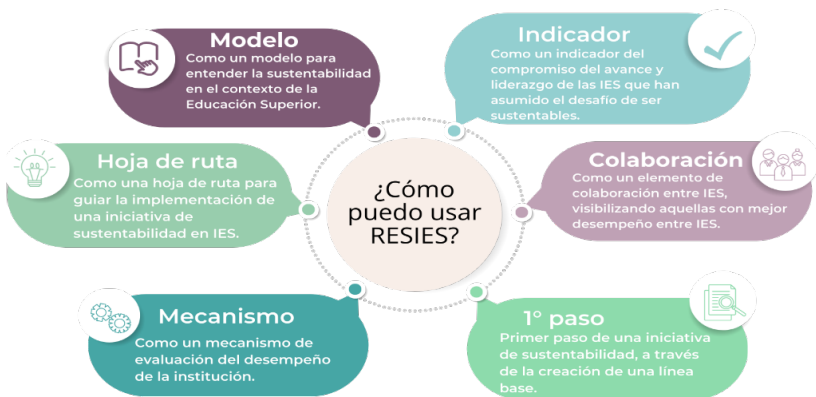 Modelo
Como un modelo para
entender la sustentabilidad
en el contexto de la
Educación Superior.
Indicador
Como un indicador del
compromiso del avance y
liderazgo de las IES que han
asumido el desafío de ser
sustentables.
Hoja de ruta
Como una hoja de ruta para
guiar la implementación de
una iniciativa de
sustentabilidad en IES.
¿Cómo
puedo usar
RESIES?
Colaboración
Como un elemento de
colaboración entre IES,
visibilizando aquellas con mejor
desempeño entre IES.
Mecanismo
Como un mecanismo de
evaluación del desempeño
de la institución.
1° paso
Primer paso de una iniciativa
de sustentabilidad, a través
de la creación de una línea
base.